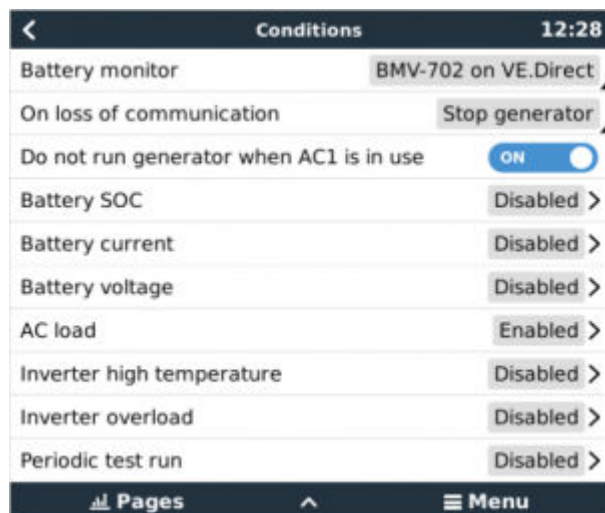 Conditions 12:28
Battery monitor BMV-702 on VE.Direct
On loss of communication Stop generator
Do not run generator when AC1 is in use ON
Battery SOC Disabled
Battery current Disabled
Battery voltage Disabled
AC load Enabled
Inverter high temperature Disabled
Inverter overload Disabled
Periodic test run Disabled
Pages Menu